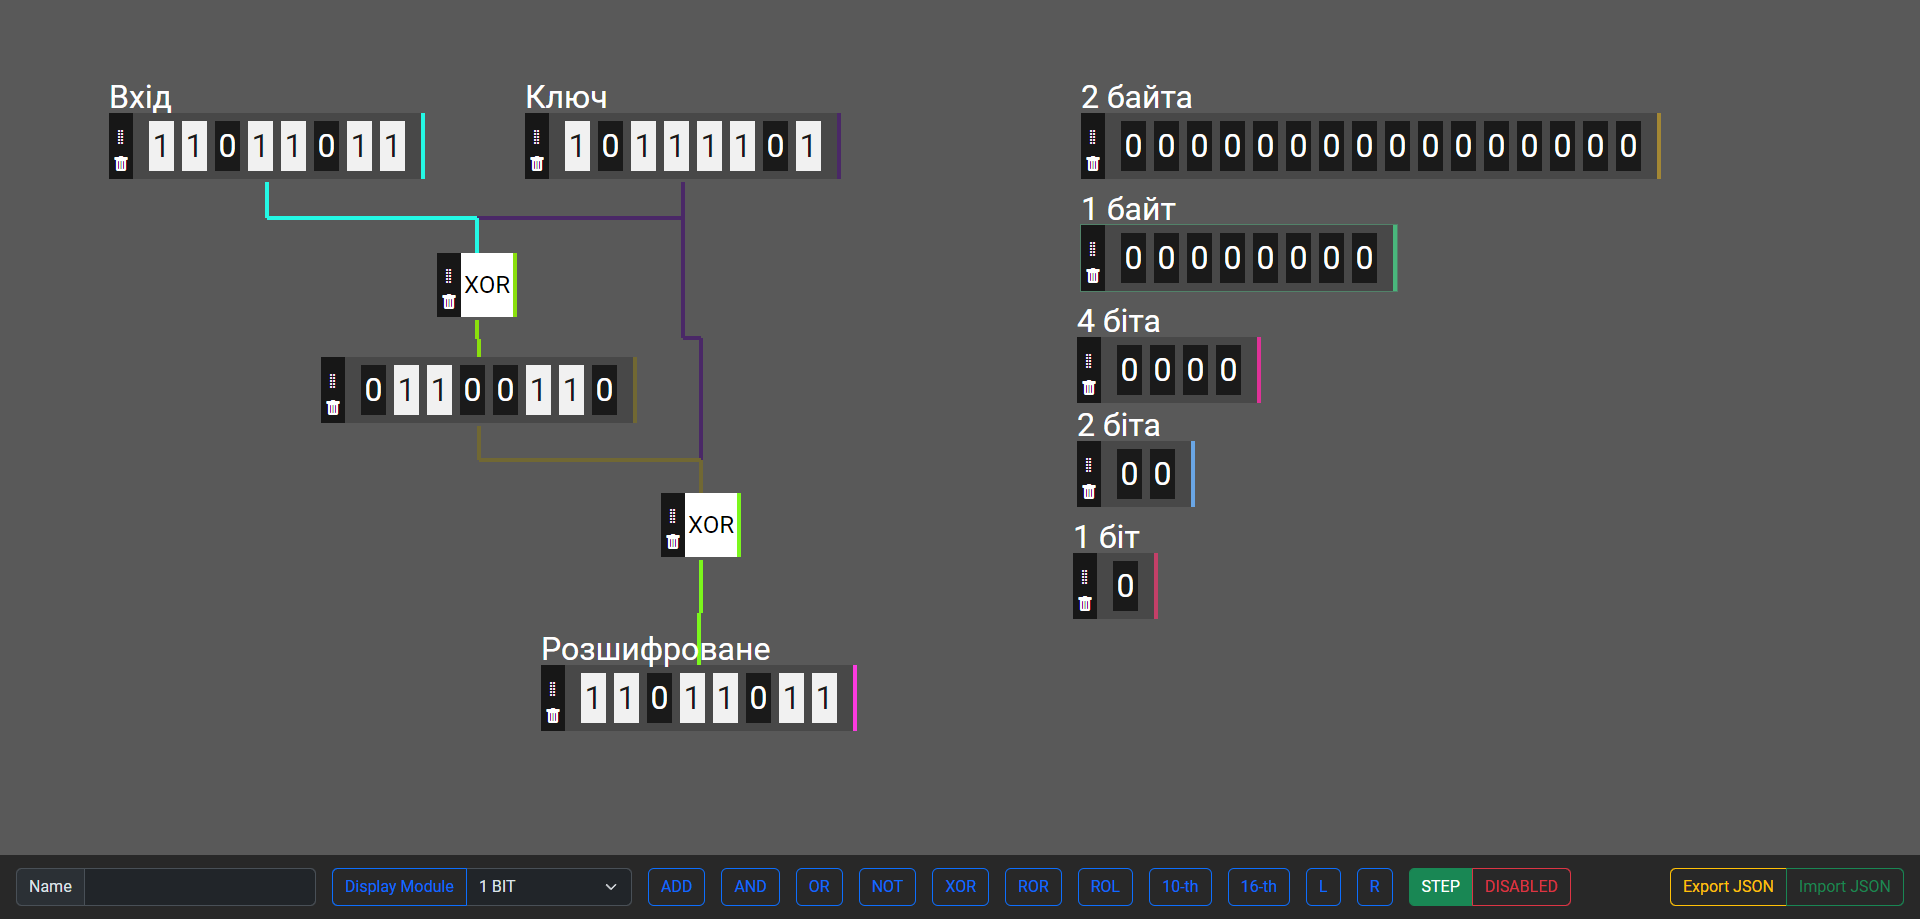 Вхід
1 1 0 1 1 0 1 1
Ключ
1 0 1 1 1 1 0 1
XOR
0 1 1 0 0 1 1 0
XOR
Розшифроване
1 1 0 1 1 0 1 1
2 байта
0 0 0 0 0 0 0 0 0 0 0 0 0 0 0 0
1 байт
0 0 0 0 0 0 0 0
4 біта
0 0 0 0
2 біта
0 0
1 біт
0
Name Display Module 1 BIT ADD AND OR NOT XOR ROR ROL 10-th 16-th L R STEP DISABLED Export JSON Import JSON